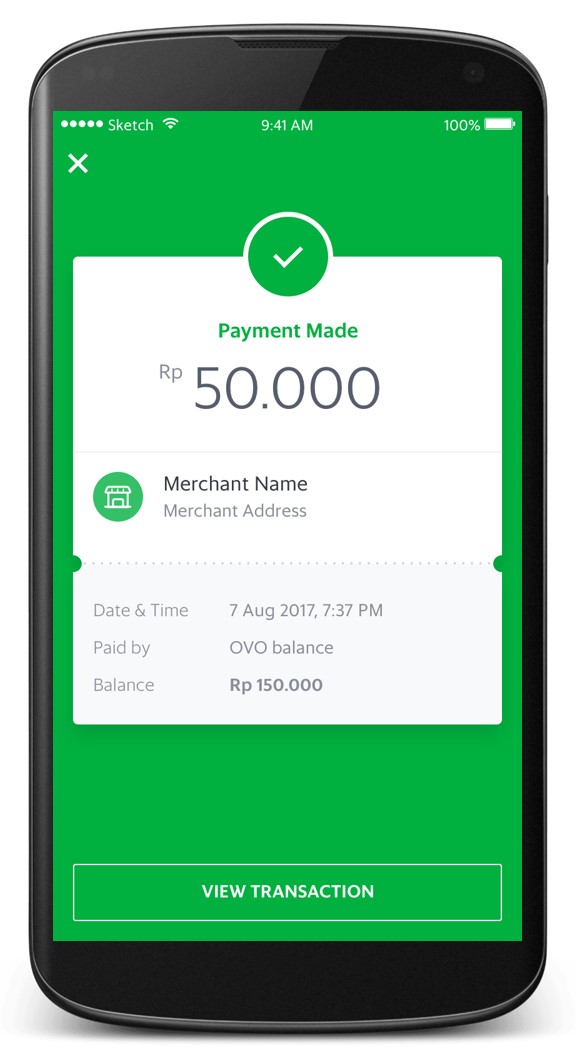 Sketch 9:41 AM 100%
Payment Made
Rp 50.000
Merchant Name
Merchant Address
Date & Time 7 Aug 2017, 7:37 PM
Paid by OVO balance
Balance Rp 150.000
VIEW TRANSACTION